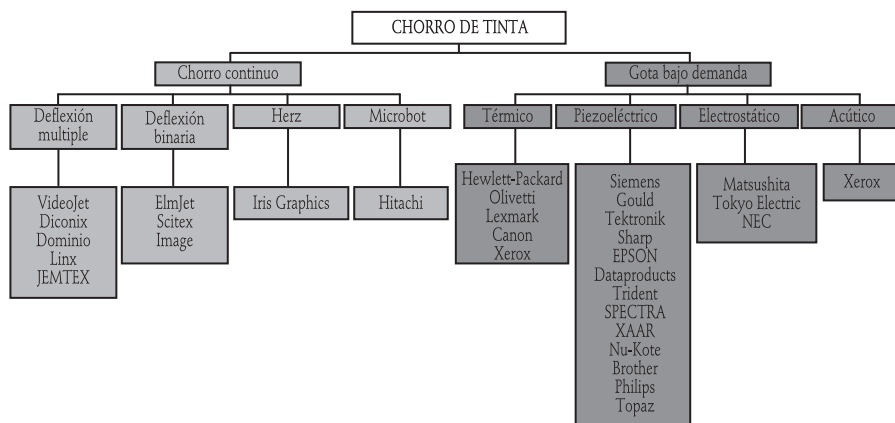 CHORRO DE TINTA
Chorro continuo
Gota bajo demanda
Deflexión
multiple
Deflexión
binaria
Herz
Microbot
Térmico
Piezoeléctrico
Electrostático
Acútico
VideoJet
Diconix
Dominio
Linx
JEMTEX
ElmJet
Scitex
Image
Iris Graphics
Hitachi
Hewlett-Packard
Olivetti
Lexmark
Canon
Xerox
Siemens
Gould
Tektronik
Sharp
EPSON
Dataproducts
Trident
SPECTRA
XAAR
Nu-Kote
Brother
Philips
Topaz
Matsushita
Tokyo Electric
NEC
Xerox